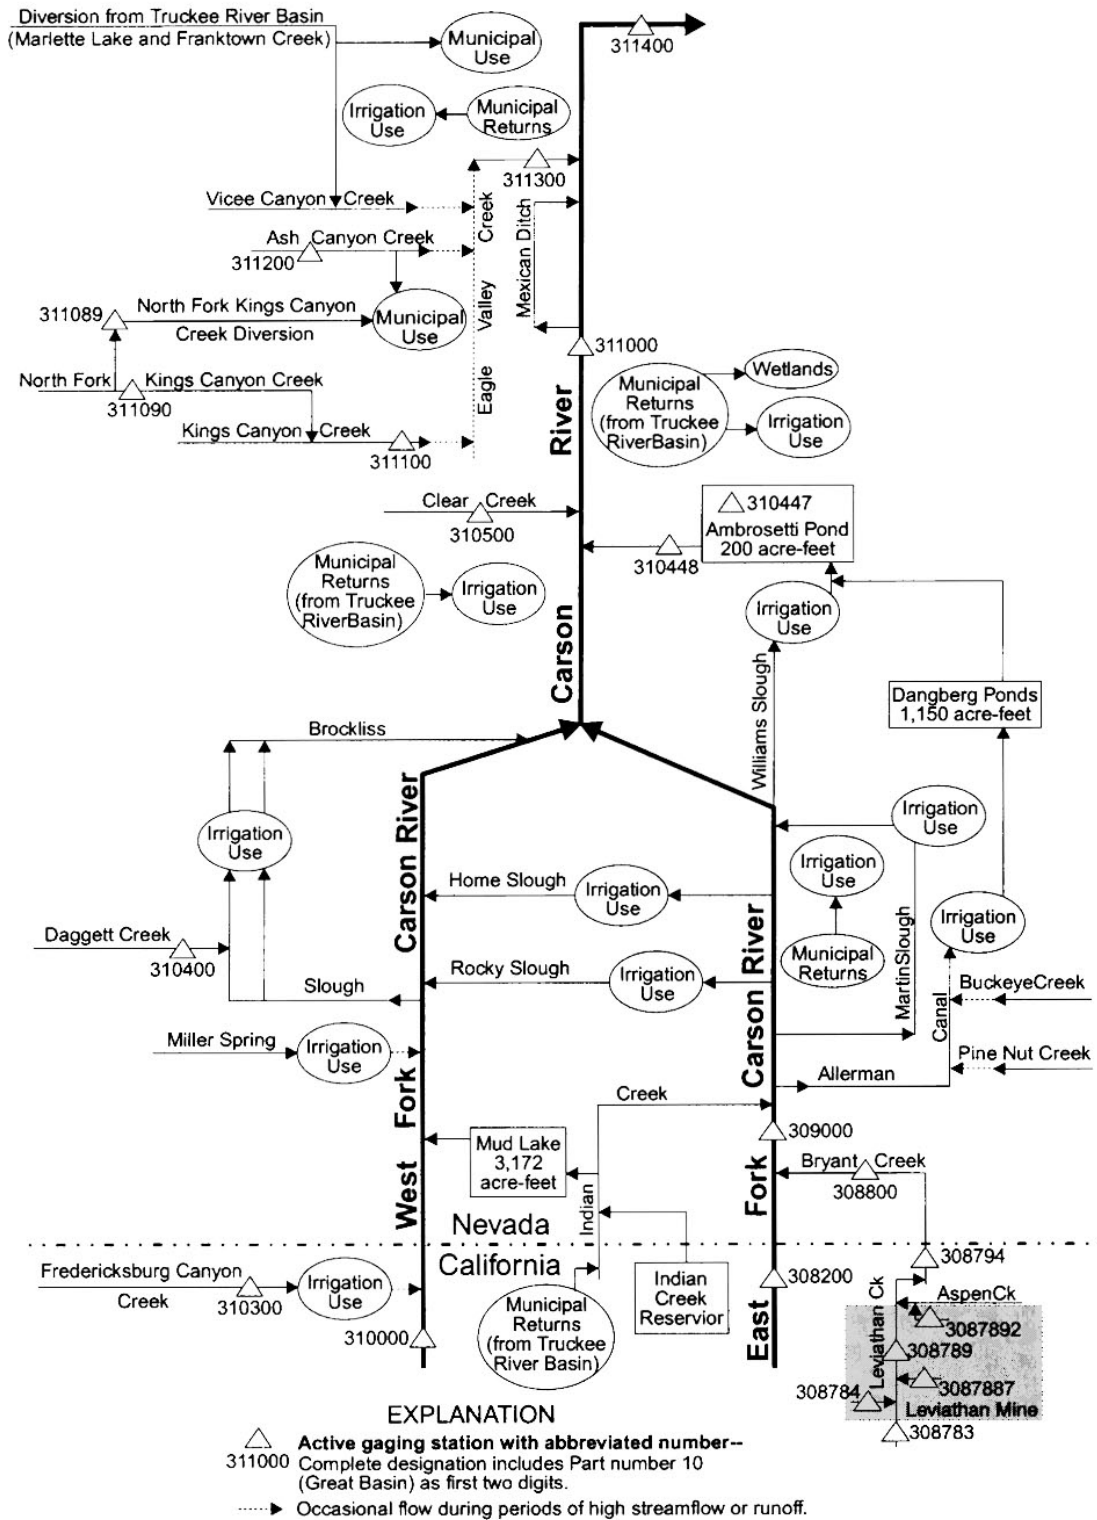 Diversion from Truckee River Basin
(Marlette Lake and Franktown Creek)
Municipal
Use
311400
Irrigation
Use
Municipal
Returns
311300
Vicee Canyon Creek
Ash Canyon Creek
311200
Eagle Valley Creek
Mexican Ditch
311089
North Fork Kings Canyon
Creek Diversion
Municipal
Use
311000
North Fork Kings Canyon Creek
311090
Kings Canyon Creek
311100
Municipal
Returns
(from Truckee
RiverBasin)
Wetlands
Irrigation
Use
Carson River
Clear Creek
310500
310447
Ambrosetti Pond
200 acre-feet
310448
Municipal
Returns
(from Truckee
RiverBasin)
Irrigation
Use
Irrigation
Use
Williams Slough
Dangberg Ponds
1,150 acre-feet
Brockliss
Irrigation
Use
Irrigation
Use
Irrigation
Use
Home Slough
Irrigation
Use
Irrigation
Use
Daggett Creek
310400
Municipal
Returns
MartinSlough
Rocky Slough
Irrigation
Use
Slough
BuckeyeCreek
Canal
Miller Spring
Irrigation
Use
Pine Nut Creek
Allerman
Creek
West Fork Carson River
East Fork Carson River
309000
Mud Lake
3,172
acre-feet
Bryant Creek
308800
Indian
Nevada
California
308794
Fredericksburg Canyon
Creek
310300
Irrigation
Use
308200
Indian
Creek
Reservior
AspenCk
3087892
Leviathan Ck
308789
Municipal
Returns
(from Truckee
River Basin)
310000
308784
3087887
Leviathan Mine
308783
EXPLANATION
311000
Active gaging station with abbreviated number--
Complete designation includes Part number 10
(Great Basin) as first two digits.
Occasional flow during periods of high streamflow or runoff.